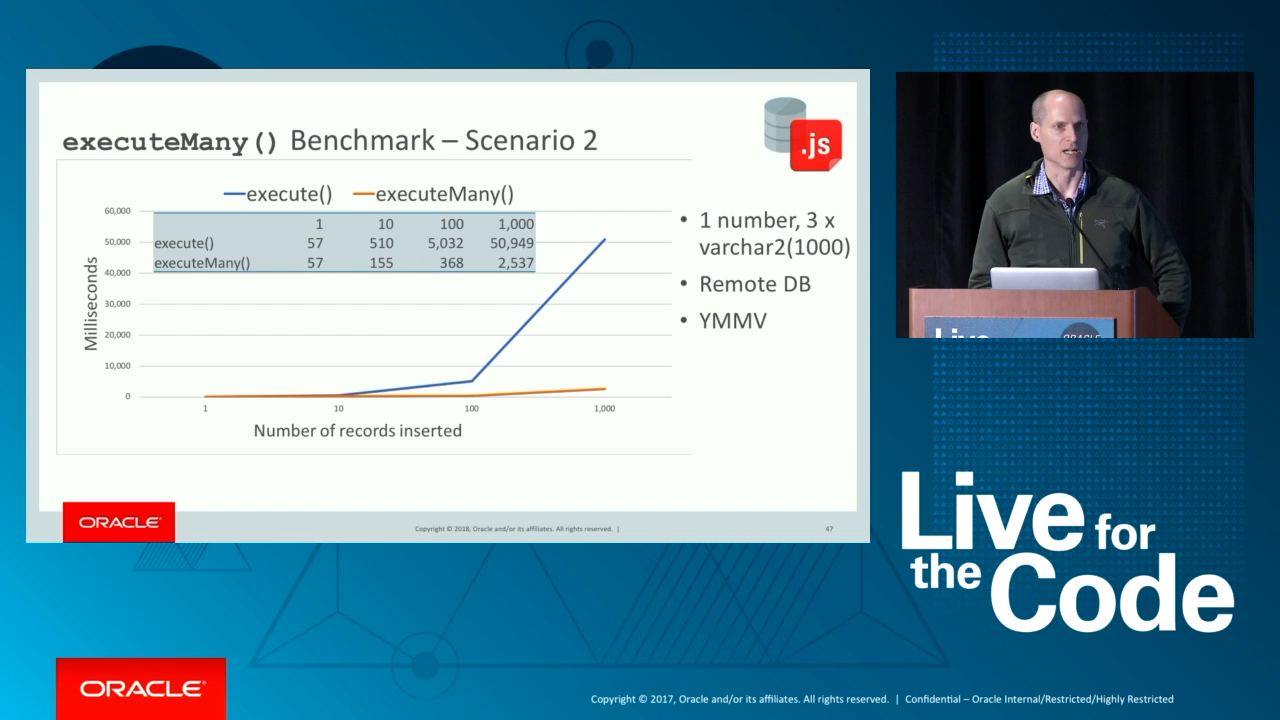 executeMany() Benchmark – Scenario 2
.js
execute() executeMany()
60,000
50,000
40,000
30,000
20,000
10,000
0
Milliseconds
1 10 100 1,000
execute() 57 510 5,032 50,949
executeMany() 57 155 368 2,537
1 10 100 1,000
Number of records inserted
• 1 number, 3 x
varchar2(1000)
• Remote DB
• YMMV
ORACLE®
Copyright © 2018, Oracle and/or its affiliates. All rights reserved. |
47
Live
ORACLE
Live for
the Code
ORACLE®
Copyright © 2017, Oracle and/or its affiliates. All rights reserved. | Confidential – Oracle Internal/Restricted/Highly Restricted